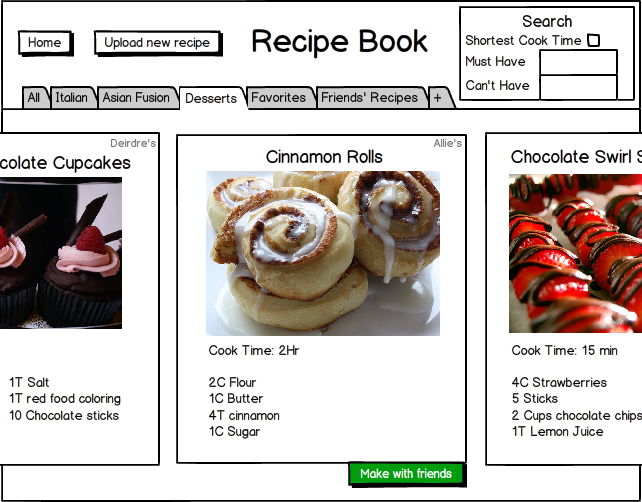 Home
Upload new recipe
Recipe Book
Search
Shortest Cook Time
Must Have
Can't Have
All
Italian
Asian Fusion
Desserts
Favorites
Friends' Recipes
+
Deirdre's
colate Cupcakes
1T Salt
1T red food coloring
10 Chocolate sticks
Allie's
Cinnamon Rolls
Cook Time: 2Hr
2C Flour
1C Butter
4T cinnamon
1C Sugar
Make with friends
Chocolate Swirl S
Cook Time: 15 min
4C Strawberries
5 Sticks
2 Cups chocolate chips
1T Lemon Juice